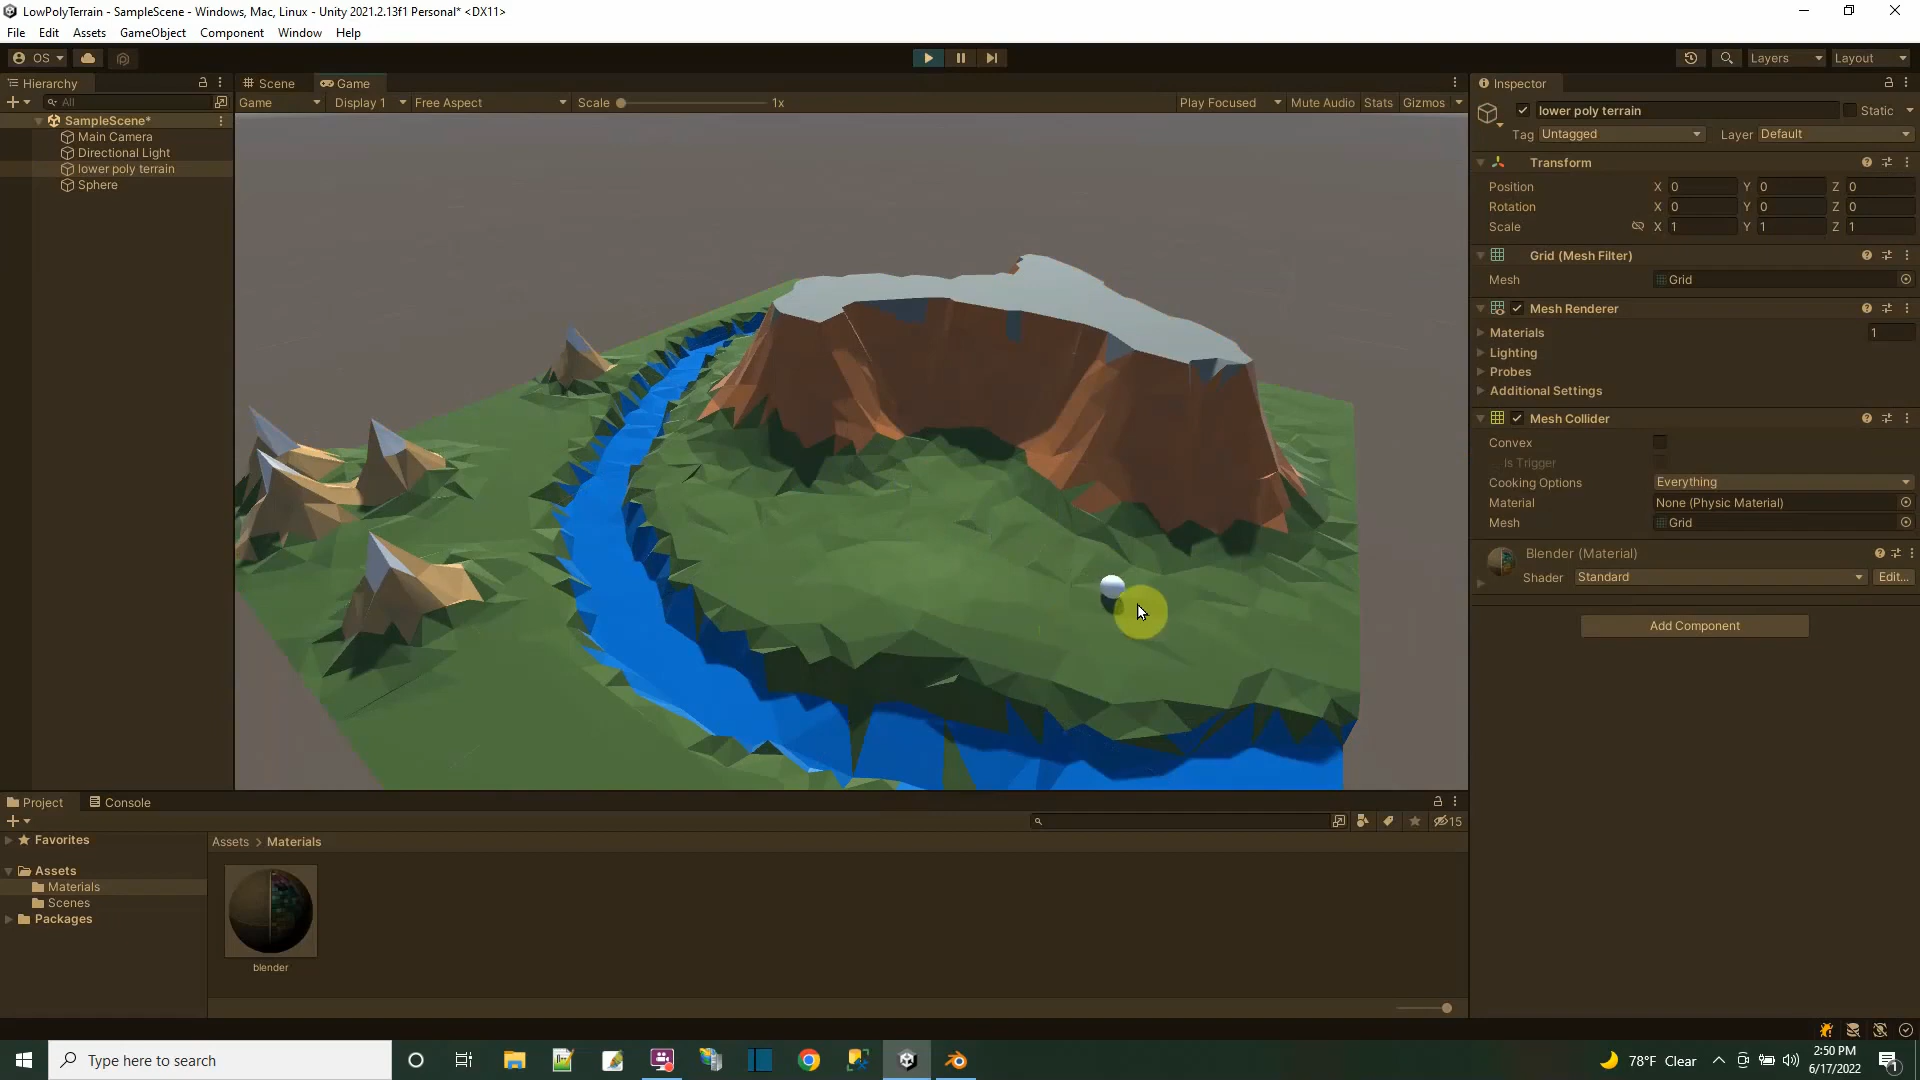 LowPolyTerrain - SampleScene - Windows, Mac, Linux - Unity 2021.2.13f1 Personal* <DX11>
File Edit Assets GameObject Component Window Help
OS
Layers Layout
Hierarchy
All
SampleScene*
Main Camera
Directional Light
lower poly terrain
Sphere
Scene Game
Game Display 1 Free Aspect Scale 1x Play Focused Mute Audio Stats Gizmos
Inspector
lower poly terrain Static
Tag Untagged Layer Default
Transform
Position X 0 Y 0 Z 0
Rotation X 0 Y 0 Z 0
Scale X 1 Y 1 Z 1
Grid (Mesh Filter)
Mesh Grid
Mesh Renderer
Materials 1
Lighting
Probes
Additional Settings
Mesh Collider
Convex
Is Trigger
Cooking Options Everything
Material None (Physic Material)
Mesh Grid
Blender (Material)
Shader Standard Edit...
Add Component
Project Console
15
Favorites
Assets
Materials
Scenes
Packages
Assets > Materials
blender
Type here to search
78°F Clear
2:50 PM
6/17/2022
1